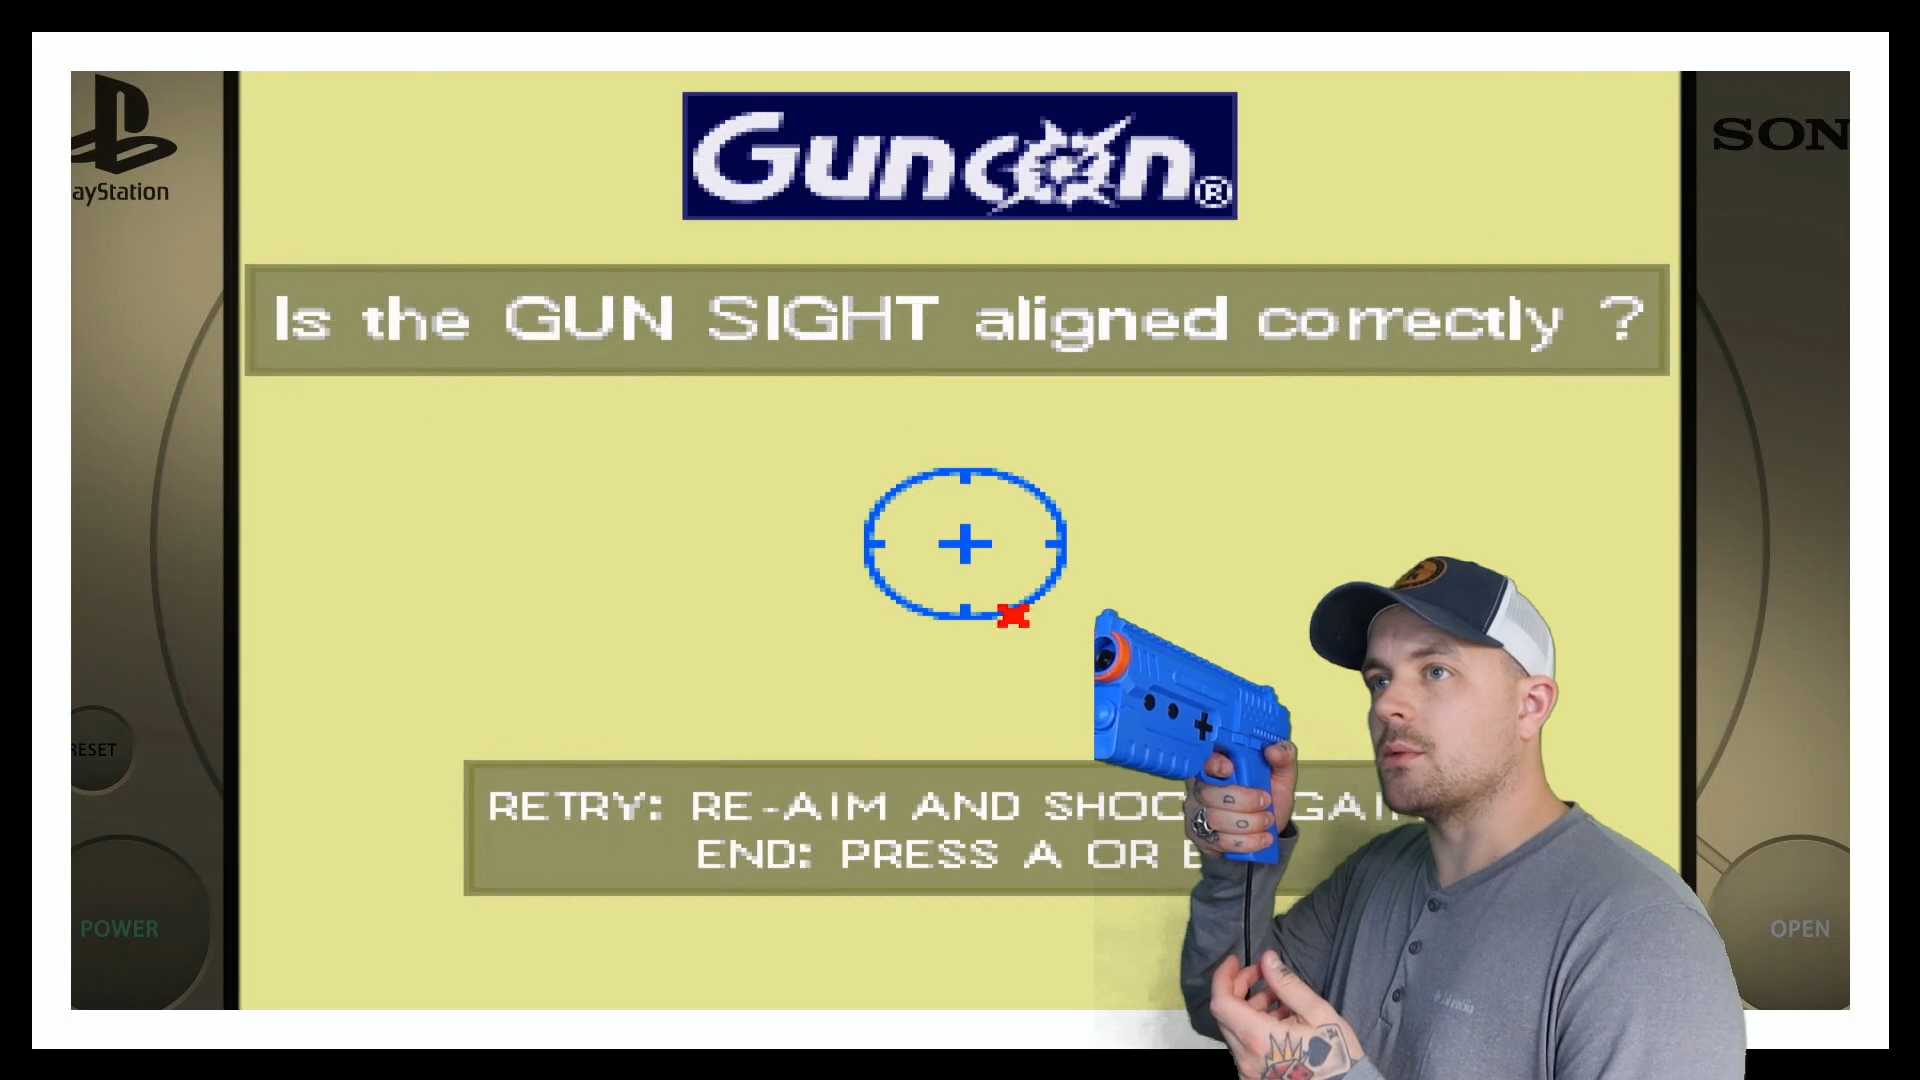 Guncon®
Is the GUN SIGHT aligned correctly ?
ayStation
SON
RESET
RETRY: RE-AIM AND SHOO GAI
END: PRESS A OR B
POWER
OPEN
Columbia